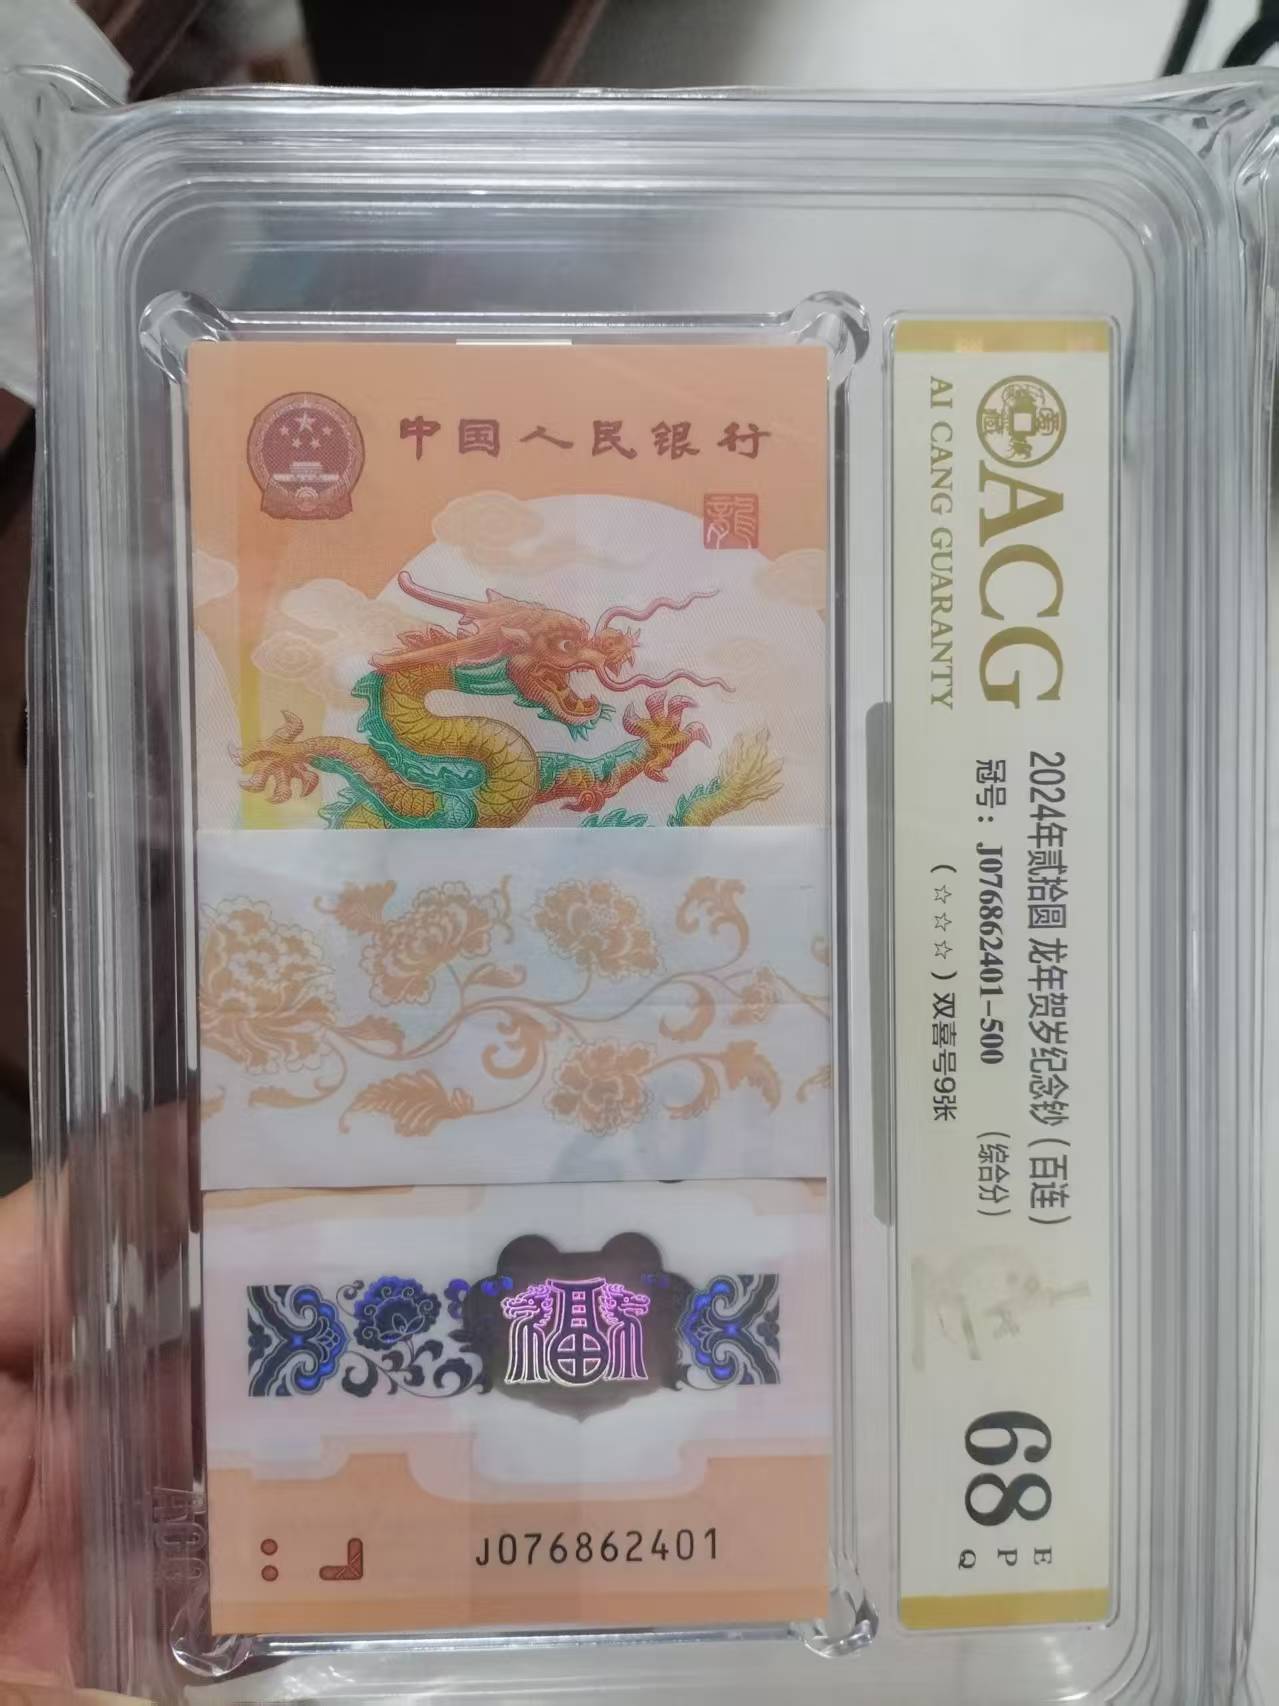 中国人民银行
龍
福
J076862401
ACG
AI CANG GUARANTY
2024年贰拾圆 龙年贺岁纪念钞（百连）
冠号：J076862401-500 （综合分）
（☆☆☆）双喜号9张
68
EPQ
ACG